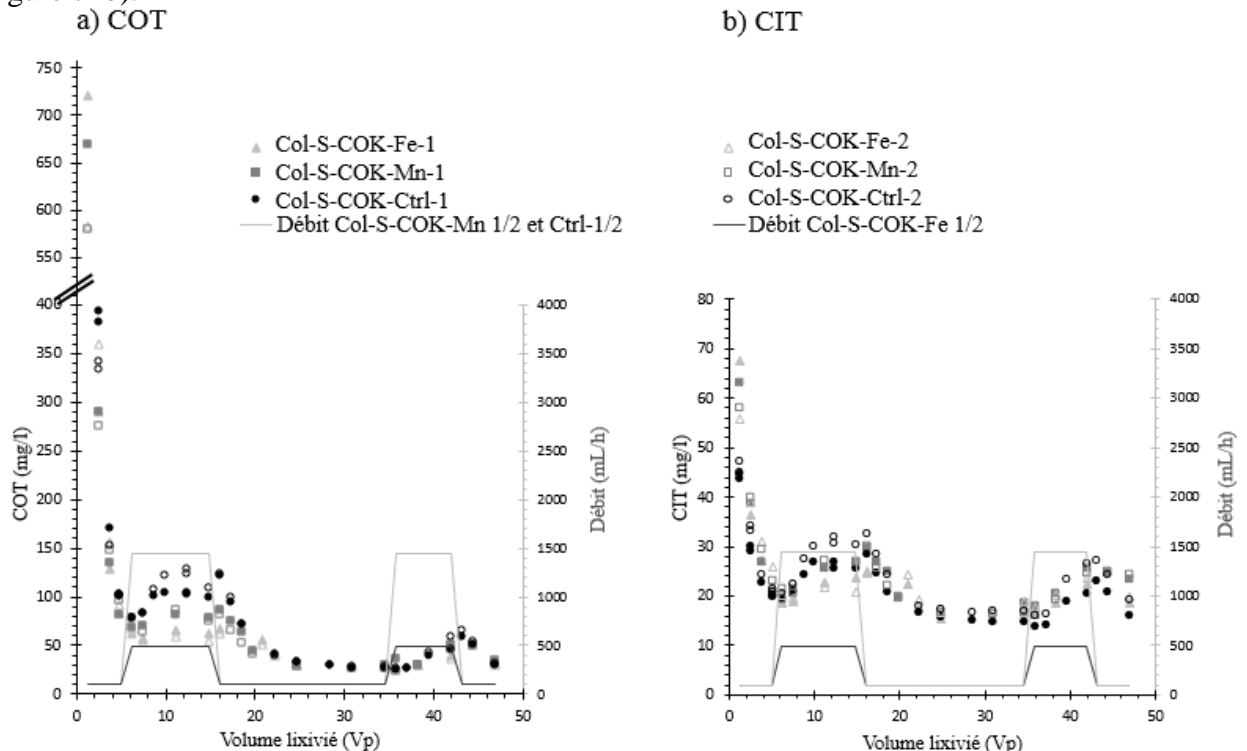 a) COT
b) CIT
750
700
650
600
550
400
350
300
250
200
150
100
50
0
COT (mg/l)
Col-S-COK-Fe-1
Col-S-COK-Mn-1
Col-S-COK-Ctrl-1
Débit Col-S-COK-Mn 1/2 et Ctrl-1/2
4000
3500
3000
2500
2000
1500
1000
500
0
Débit (mL/h)
0 10 20 30 40 50
Volume lixivié (Vp)
Col-S-COK-Fe-2
Col-S-COK-Mn-2
Col-S-COK-Ctrl-2
Débit Col-S-COK-Fe 1/2
80
70
60
50
40
30
20
10
0
CIT (mg/l)
4000
3500
3000
2500
2000
1500
1000
500
0
Débit (mL/h)
0 10 20 30 40 50
Volume lixivié (Vp)